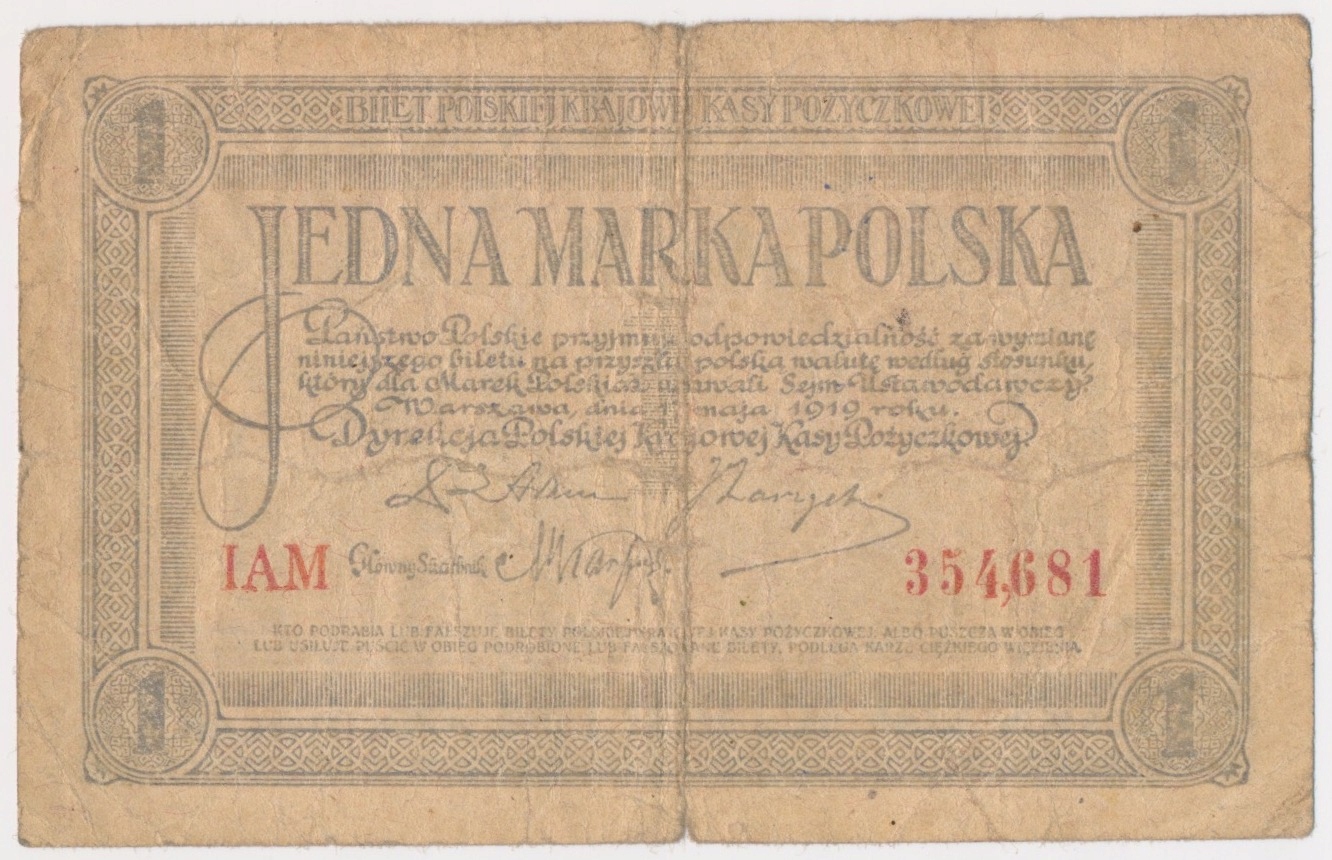 1 BILET POLSKIEJ KRAJOWEJ KASY POŻYCZKOWEJ 1
JEDNA MARKA POLSKA
Państwo Polskie przyjmuje odpowiedzialność za wymianę
niniejszego biletu na przyszłą polską walutę według stosunku,
który dla Marek Polskich uchwali Sejm Ustawodawczy.
Warszawa, dnia 17 maja 1919 roku.
Dyrekcja Polskiej Krajowej Kasy Pożyczkowej
IAM Główny Skarbnik 354,681
KTO PODRABIA LUB FAŁSZUJE BILETY POLSKIEJ KRAJOWEJ KASY POŻYCZKOWEJ, ALBO PUSZCZA W OBIEG
LUB USIŁUJE PUŚCIĆ W OBIEG PODROBIONE LUB FAŁSZOWANE BILETY, PODLEGA KARZE CIĘŻKIEGO WIĘZIENIA.
1 1